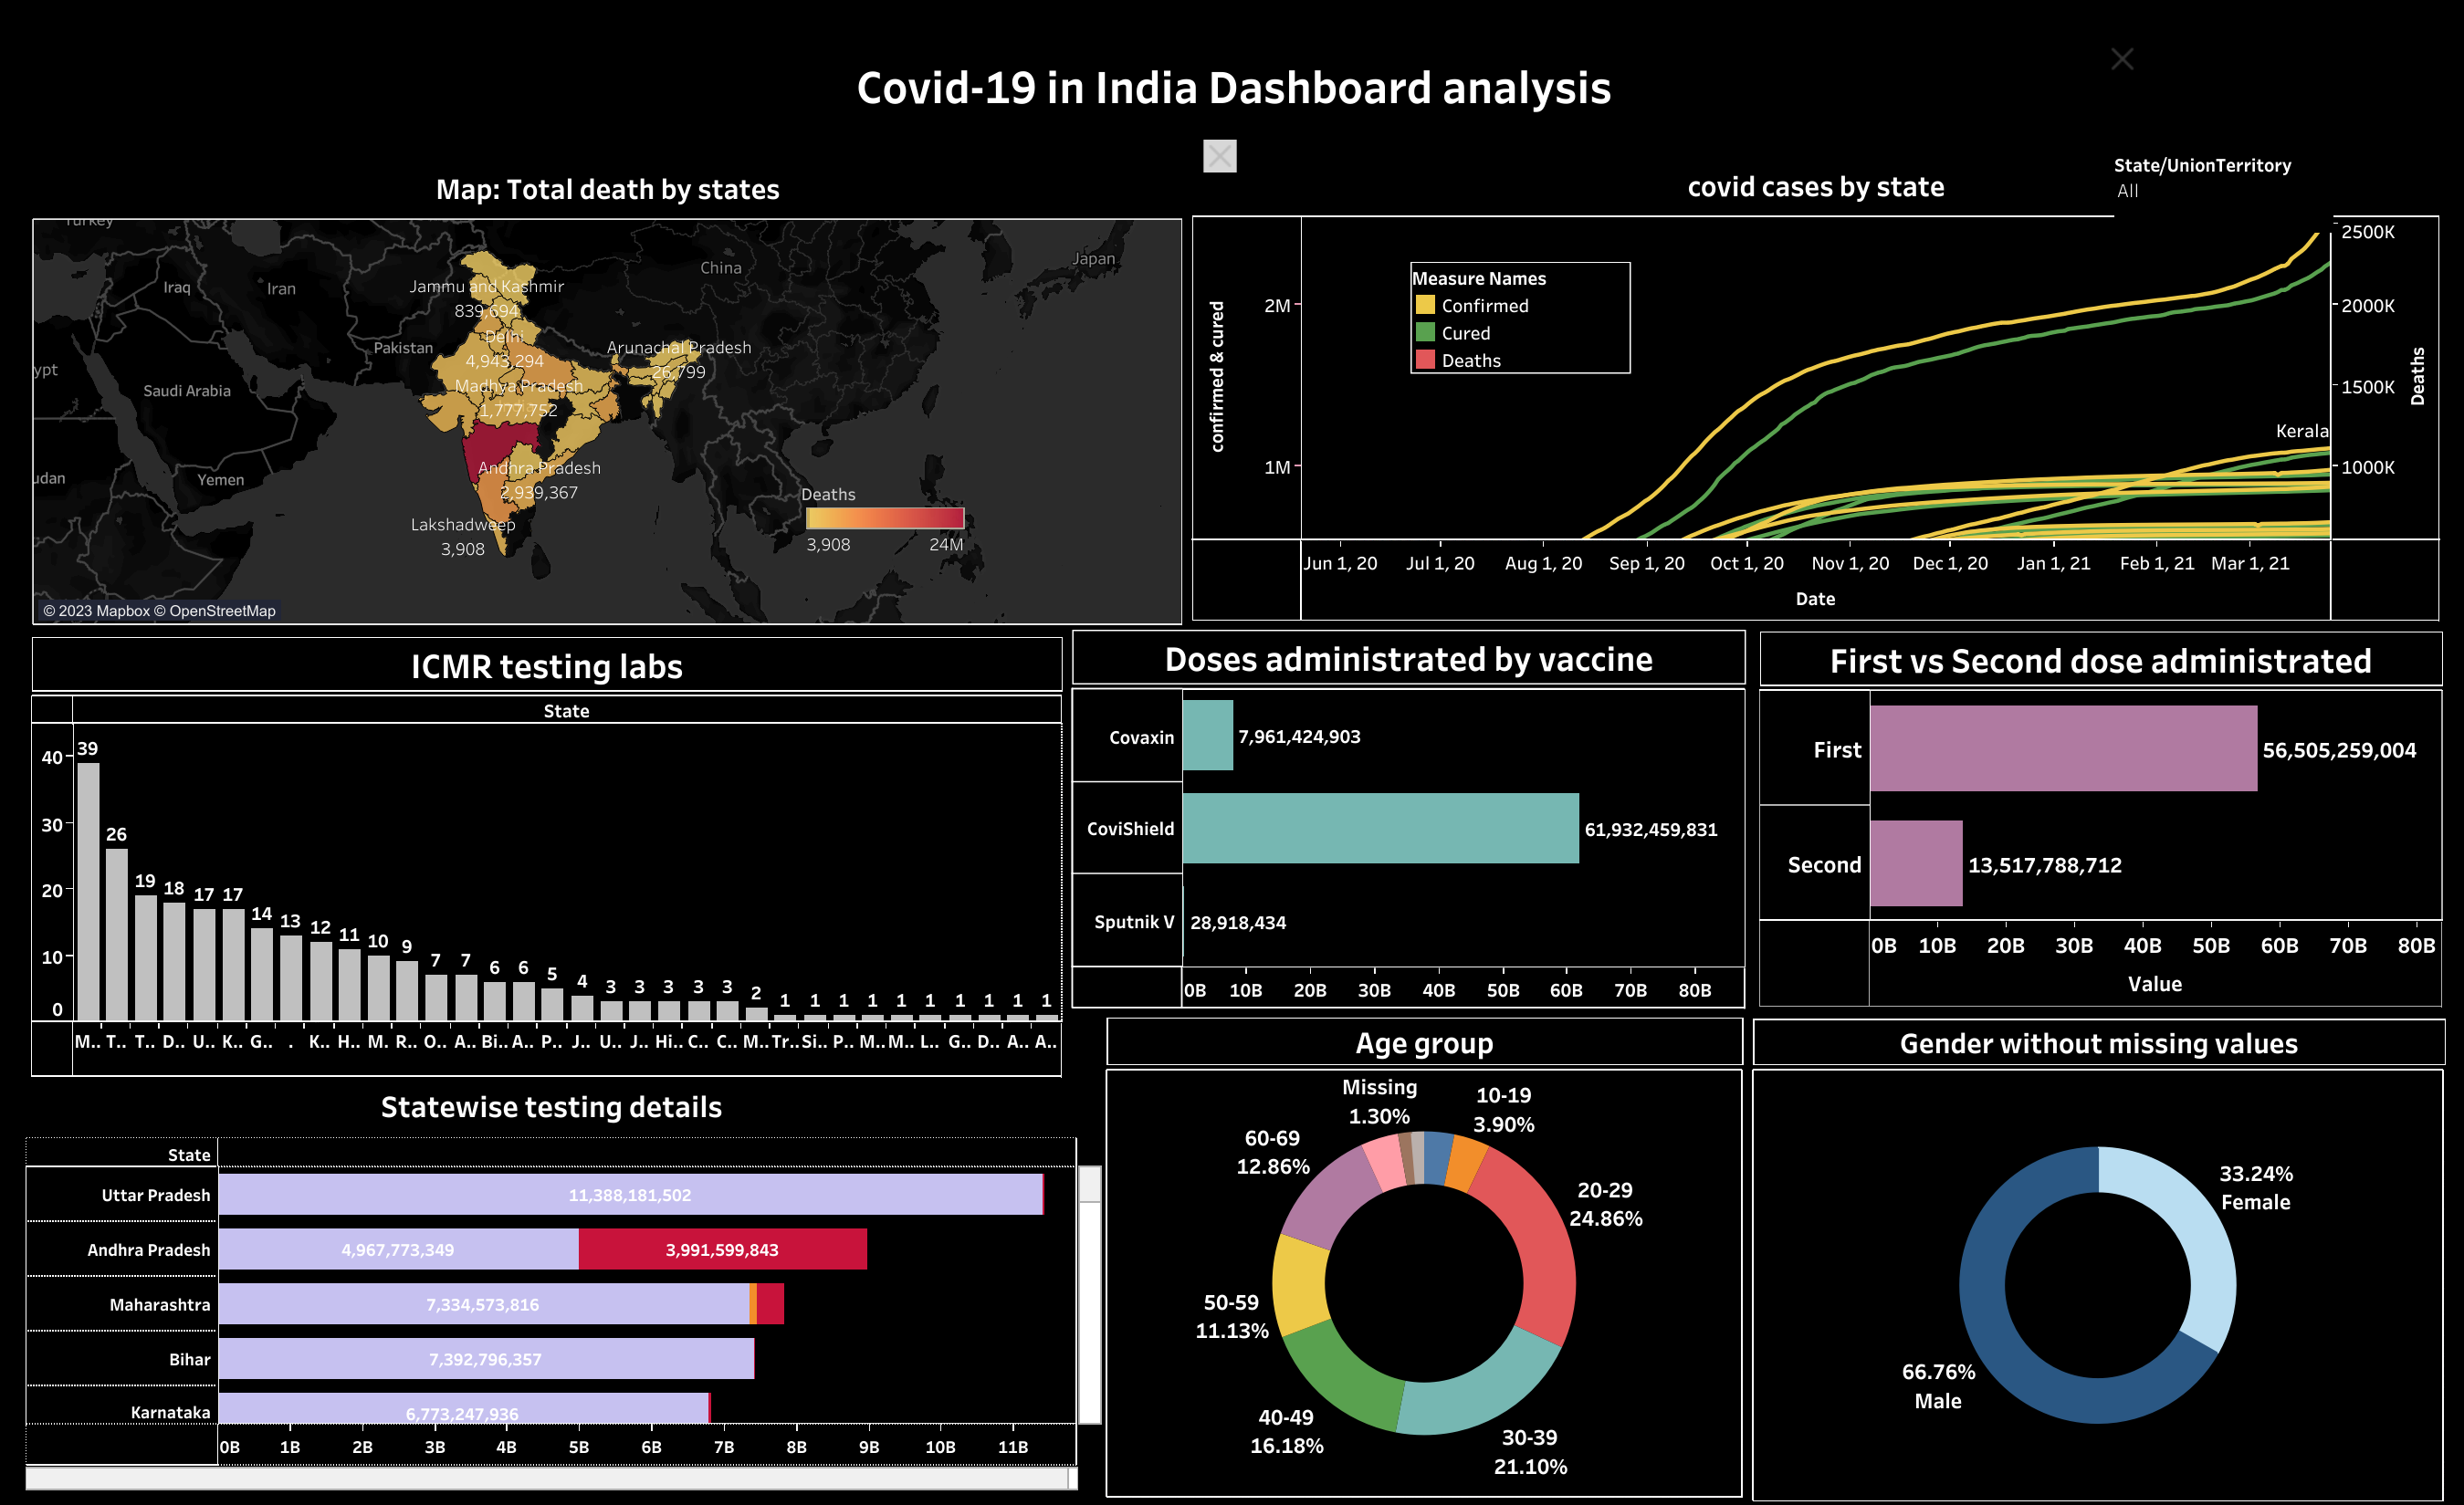 Covid-19 in India Dashboard analysis
Map: Total death by states
Turkey
Iraq
Iran
China
Japan
Pakistan
ypt
Saudi Arabia
udan
Yemen
Jammu and Kashmir
839,694
Delhi
4,943,294
Arunachal Pradesh
26,799
Madhya Pradesh
1,777,752
Andhra Pradesh
2,939,367
Lakshadweep
3,908
Deaths
3,908 24M
© 2023 Mapbox © OpenStreetMap
covid cases by state
State/UnionTerritory
All
Measure Names
Confirmed
Cured
Deaths
confirmed & cured
2M
1M
2500K
2000K
1500K
1000K
Deaths
Kerala
Jun 1, 20 Jul 1, 20 Aug 1, 20 Sep 1, 20 Oct 1, 20 Nov 1, 20 Dec 1, 20 Jan 1, 21 Feb 1, 21 Mar 1, 21
Date
ICMR testing labs
State
40
30
20
10
0
39 26 19 18 17 17 14 13 12 11 10 9 7 7 6 6 5 4 3 3 3 3 3 2 1 1 1 1 1 1 1 1 1 1
M.. T.. T.. D.. U.. K.. G.. . K.. H.. M. R.. O.. A.. Bi.. A.. P.. J.. U.. J.. Hi.. C.. C.. M.. Tr.. Si.. P.. M.. M.. L.. G.. D.. A.. A..
Doses administrated by vaccine
Covaxin 7,961,424,903
CoviShield 61,932,459,831
Sputnik V 28,918,434
0B 10B 20B 30B 40B 50B 60B 70B 80B
First vs Second dose administrated
First 56,505,259,004
Second 13,517,788,712
0B 10B 20B 30B 40B 50B 60B 70B 80B
Value
Statewise testing details
State
Uttar Pradesh 11,388,181,502
Andhra Pradesh 4,967,773,349 3,991,599,843
Maharashtra 7,334,573,816
Bihar 7,392,796,357
Karnataka 6,773,247,936
0B 1B 2B 3B 4B 5B 6B 7B 8B 9B 10B 11B
Age group
Missing
1.30%
10-19
3.90%
60-69
12.86%
20-29
24.86%
50-59
11.13%
40-49
16.18%
30-39
21.10%
Gender without missing values
33.24%
Female
66.76%
Male